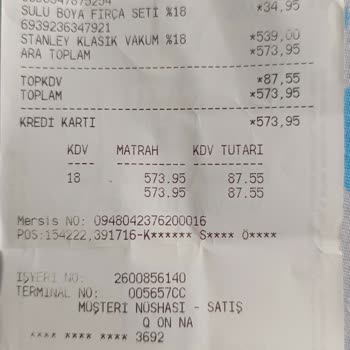 SULU BOYA FIRÇA SETİ %18 *34,95
6939236347921
STANLEY KLASIK VAKUM %18 *539,00
ARA TOPLAM *573,95
TOPKDV *87,55
TOPLAM *573,95
KREDİ KARTI *573,95
KDV MATRAH KDV TUTARI
18 573.95 87.55
573.95 87.55
Mersis NO: 0948042376200016
POS:154222,391716-K****** S**** Ö****
İŞYERİ NO: 2600856140
TERMINAL NO: 005657CC
MÜŞTERİ NÜSHASI - SATIŞ
Q ON NA
**** **** **** 3692